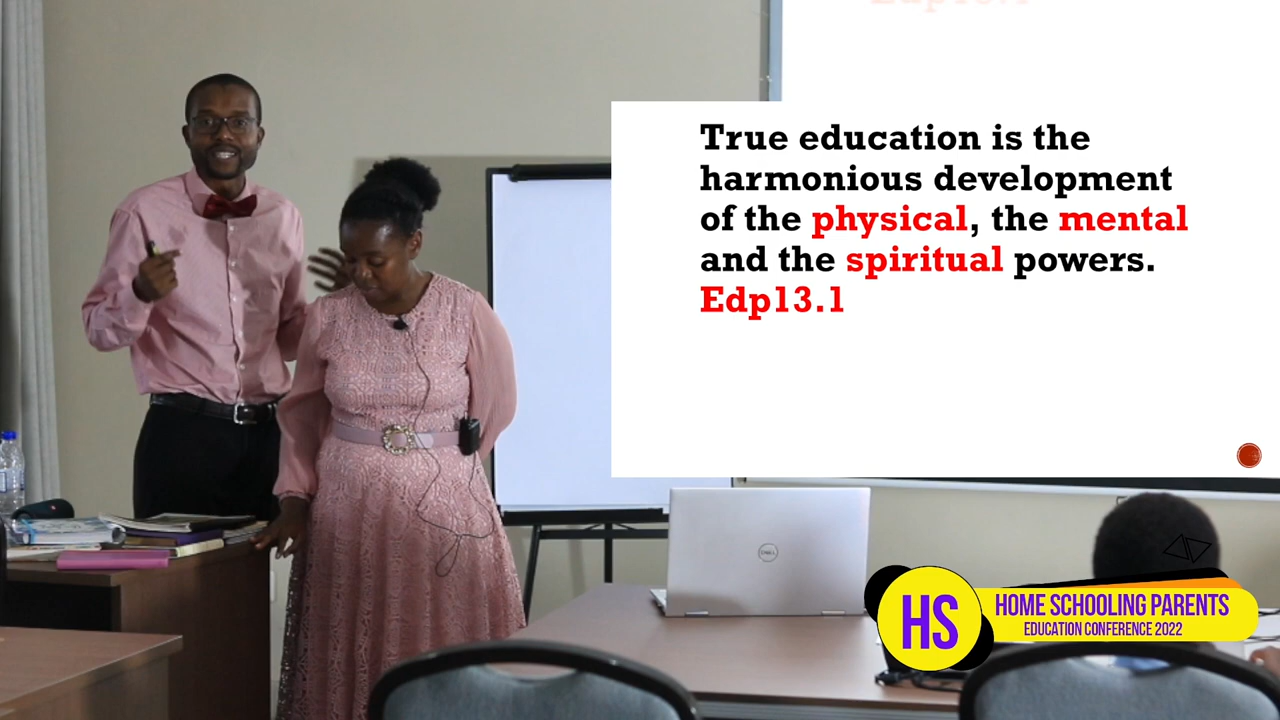 True education is the
harmonious development
of the physical, the mental
and the spiritual powers.
Edp13.1
DELL
HS
HOME SCHOOLING PARENTS
EDUCATION CONFERENCE 2022